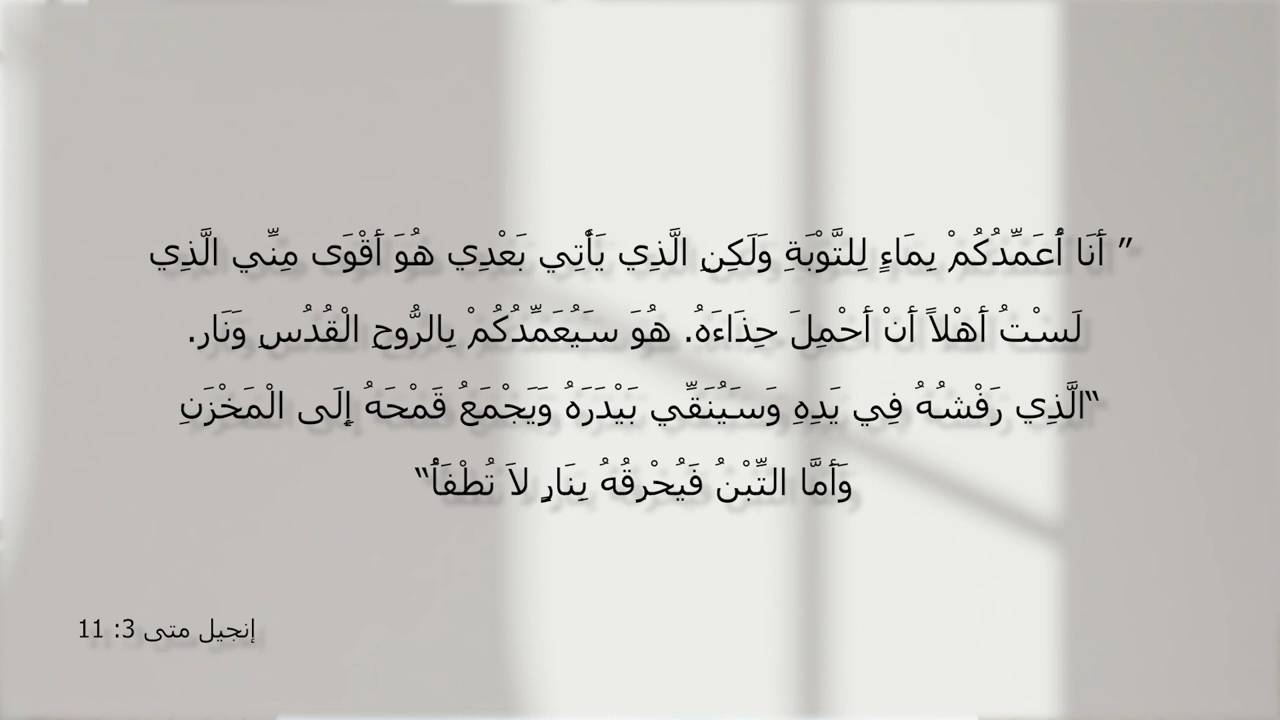 ” أَنَا أُعَمِّدُكُمْ بِمَاءٍ لِلتَّوْبَةِ وَلَكِنِ الَّذِي يَأْتِي بَعْدِي هُوَ أَقْوَى مِنِّي الَّذِي
لَسْتُ أَهْلاً أَنْ أَحْمِلَ حِذَاءَهُ. هُوَ سَيُعَمِّدُكُمْ بِالرُّوحِ الْقُدُسِ وَنَار.
“الَّذِي رَفْشُهُ فِي يَدِهِ وَسَيُنَقِّي بَيْدَرَهُ وَيَجْمَعُ قَمْحَهُ إِلَى الْمَخْزَنِ
وَأَمَّا التِّبْنُ فَيُحْرِقُهُ بِنَارٍ لاَ تُطْفَأُ“
إنجيل متى 3: 11